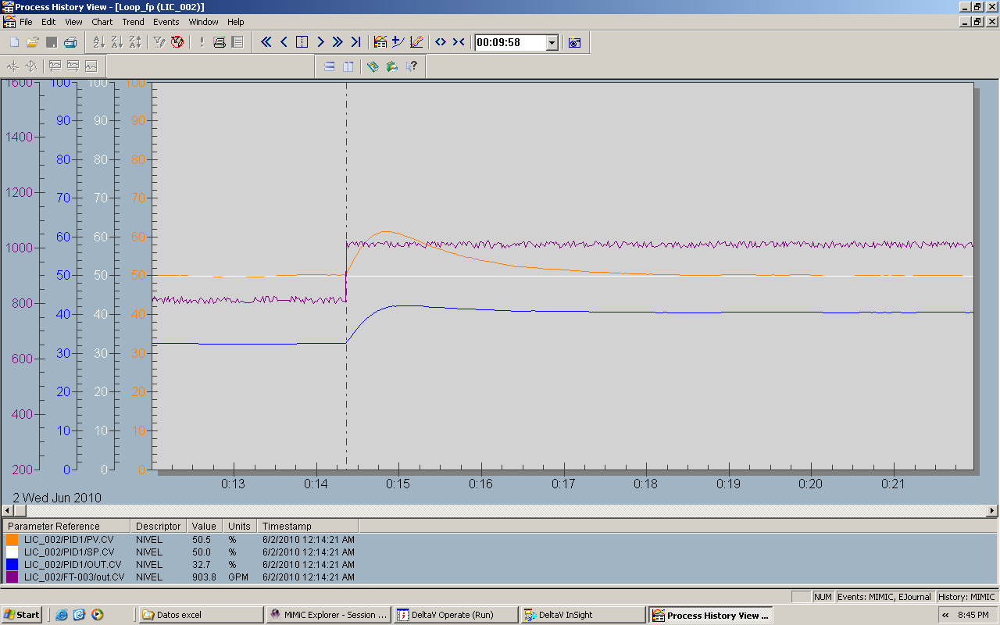 Process History View - [Loop_fp (LIC_002)]
File Edit View Chart Trend Events Window Help
00:09:58
1600 100 100 100
90 90 90
1400
80 80 80
1200 70 70 70
60 60 60
1000
50 50 50
800
40 40 40
600 30 30 30
20 20 20
400
10 10 10
200 0 0 0
0:13 0:14 0:15 0:16 0:17 0:18 0:19 0:20 0:21
2 Wed Jun 2010
Parameter Reference Descriptor Value Units Timestamp
LIC_002/PID1/PV.CV NIVEL 50.5 % 6/2/2010 12:14:21 AM
LIC_002/PID1/SP.CV NIVEL 50.0 % 6/2/2010 12:14:21 AM
LIC_002/PID1/OUT.CV NIVEL 32.7 % 6/2/2010 12:14:21 AM
LIC_002/FT-003/out.CV NIVEL 903.8 GPM 6/2/2010 12:14:21 AM
NUM Events: MIMIC, EJournal History: MIMIC
Start Datos excel MiMiC Explorer - Session ... DeltaV Operate (Run) DeltaV InSight Process History View ... « 8:45 PM